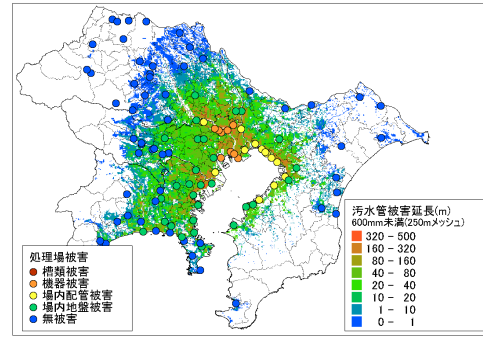 処理場被害
槽類被害
機器被害
場内配管被害
場内地盤被害
無被害
汚水管被害延長(m)
600mm未満(250mメッシュ)
320 - 500
160 - 320
80 - 160
40 - 80
20 - 40
10 - 20
1 - 10
0 - 1